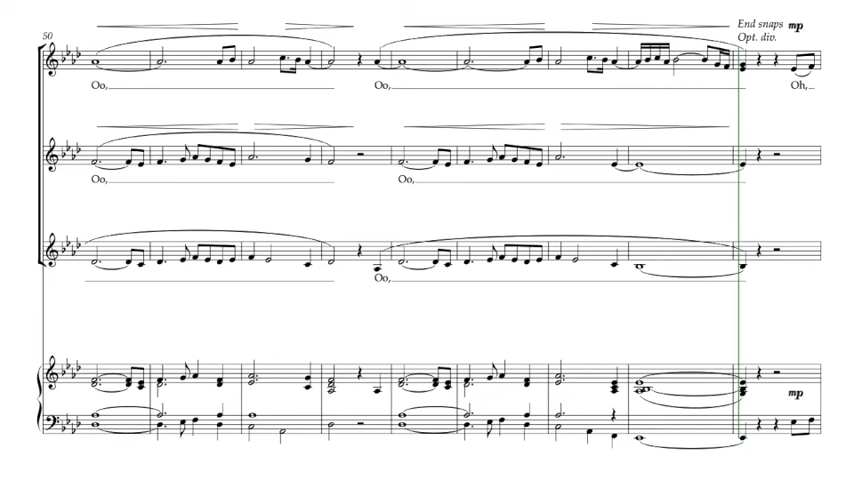 End snaps mp
50
Opt. div.
Oo, Oo, Oh,
Oo, Oo,
Oo,
mp